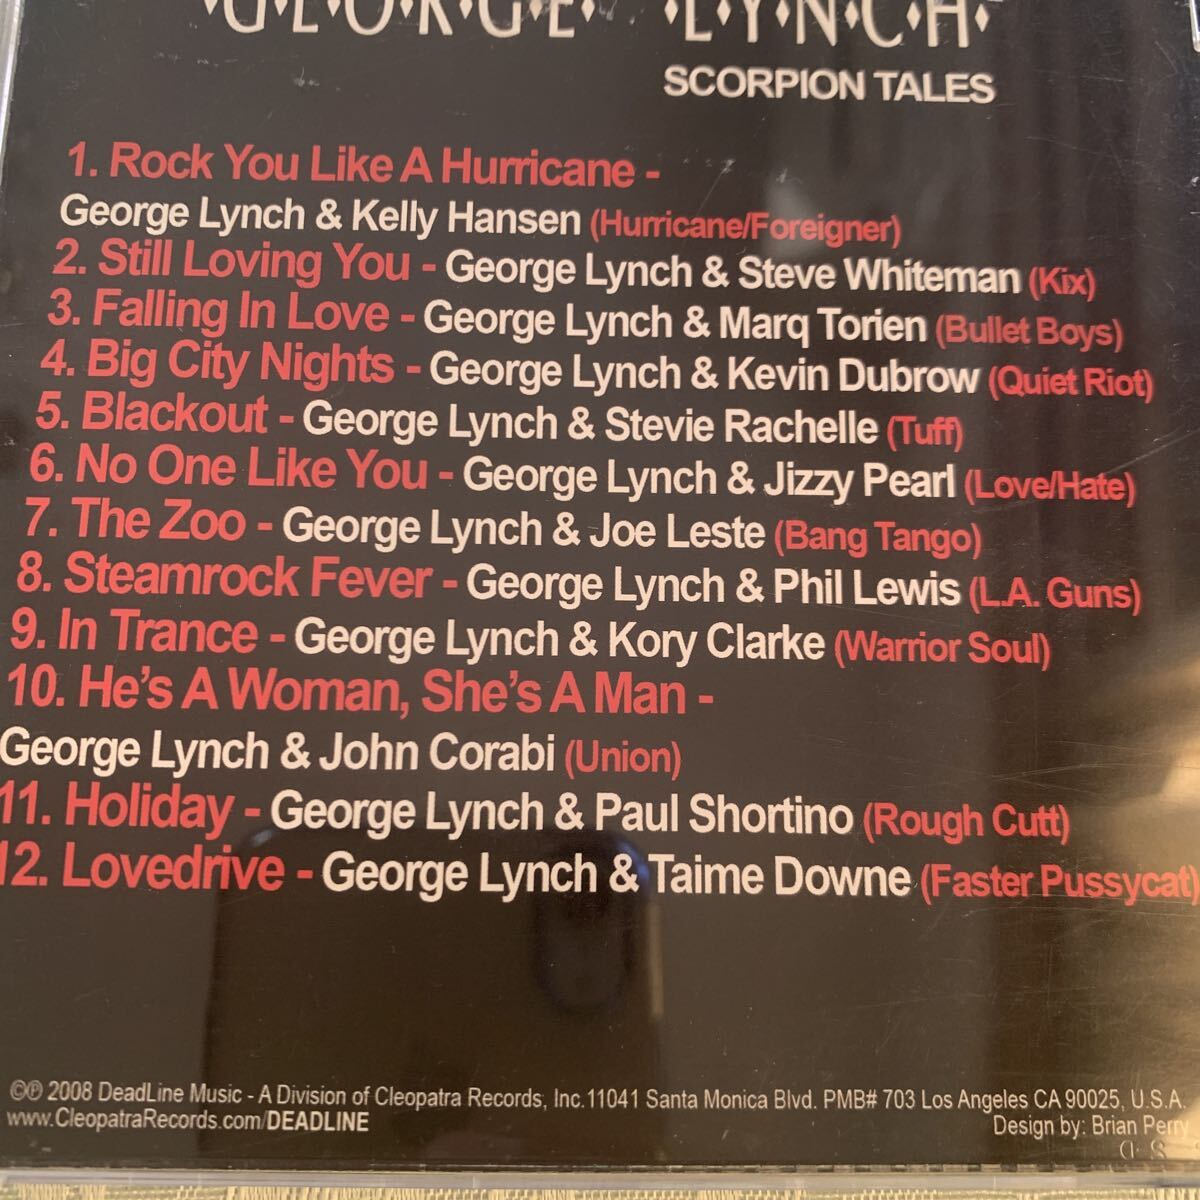 GEORGE LYNCH
SCORPION TALES
1. Rock You Like A Hurricane -
George Lynch & Kelly Hansen (Hurricane/Foreigner)
2. Still Loving You - George Lynch & Steve Whiteman (Kix)
3. Falling In Love - George Lynch & Marq Torien (Bullet Boys)
4. Big City Nights - George Lynch & Kevin Dubrow (Quiet Riot)
5. Blackout - George Lynch & Stevie Rachelle (Tuff)
6. No One Like You - George Lynch & Jizzy Pearl (Love/Hate)
7. The Zoo - George Lynch & Joe Leste (Bang Tango)
8. Steamrock Fever - George Lynch & Phil Lewis (L.A. Guns)
9. In Trance - George Lynch & Kory Clarke (Warrior Soul)
10. He's A Woman, She's A Man -
George Lynch & John Corabi (Union)
11. Holiday - George Lynch & Paul Shortino (Rough Cutt)
12. Lovedrive - George Lynch & Taime Downe (Faster Pussycat)
©℗ 2008 DeadLine Music - A Division of Cleopatra Records, Inc.11041 Santa Monica Blvd. PMB# 703 Los Angeles CA 90025, U.S.A.
www.CleopatraRecords.com/DEADLINE
Design by: Brian Perry